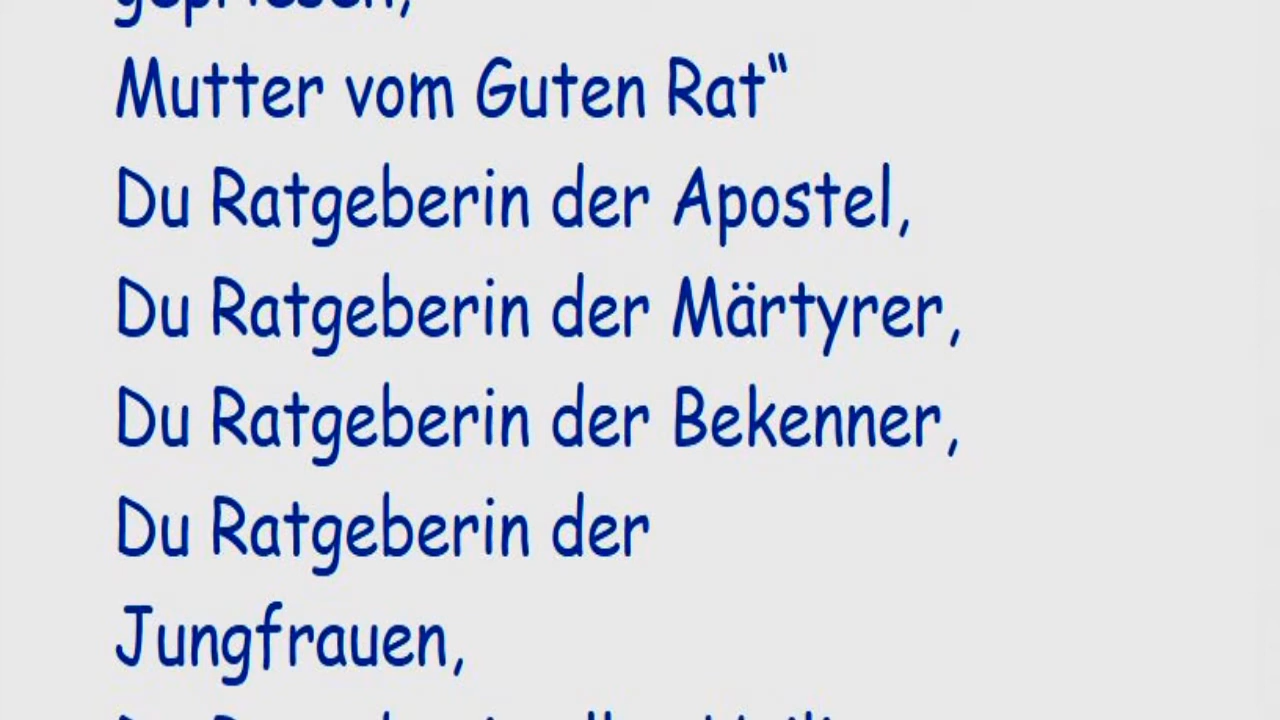 gepriesen,
Mutter vom Guten Rat“
Du Ratgeberin der Apostel,
Du Ratgeberin der Märtyrer,
Du Ratgeberin der Bekenner,
Du Ratgeberin der
Jungfrauen,